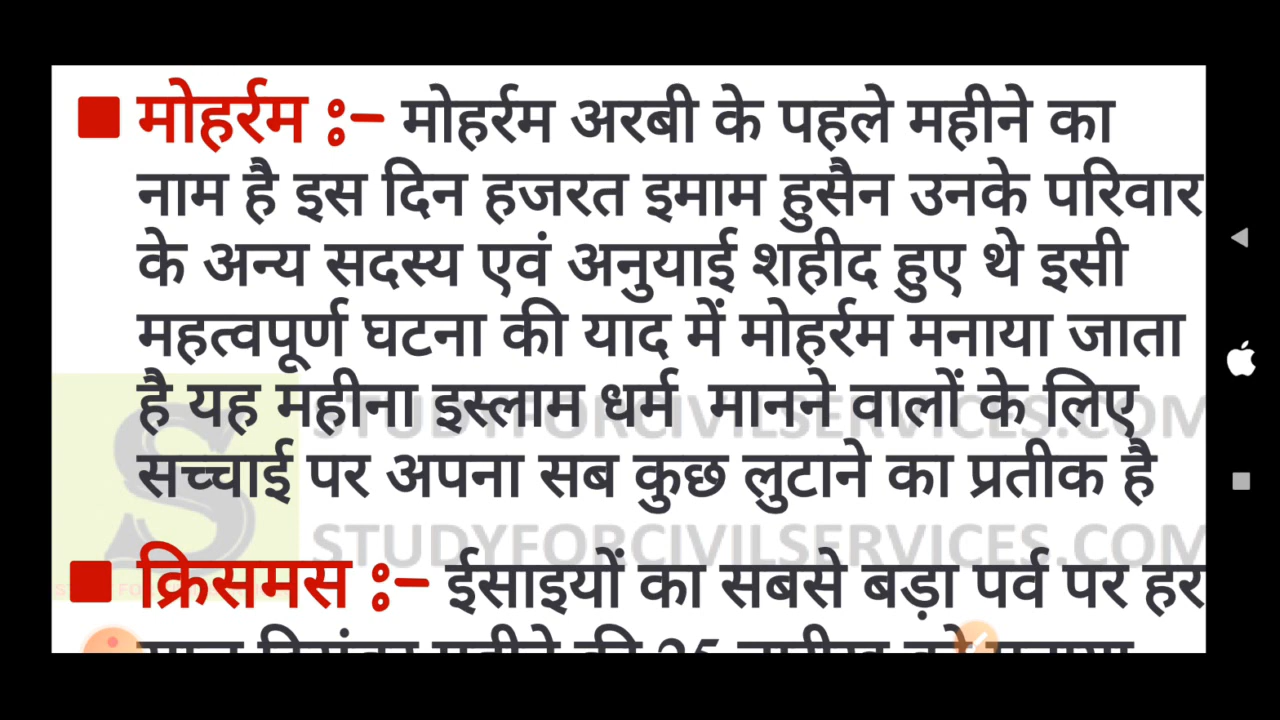 ■ मोहर्रम :– मोहर्रम अरबी के पहले महीने का
नाम है इस दिन हजरत इमाम हुसैन उनके परिवार
के अन्य सदस्य एवं अनुयाई शहीद हुए थे इसी
महत्वपूर्ण घटना की याद में मोहर्रम मनाया जाता
है यह महीना इस्लाम धर्म मानने वालों के लिए
STUDYFORCIVILSERVICES.COM
सच्चाई पर अपना सब कुछ लुटाने का प्रतीक है
STUDYFORCIVILSERVICES.COM
■ क्रिसमस :– ईसाइयों का सबसे बड़ा पर्व पर हर